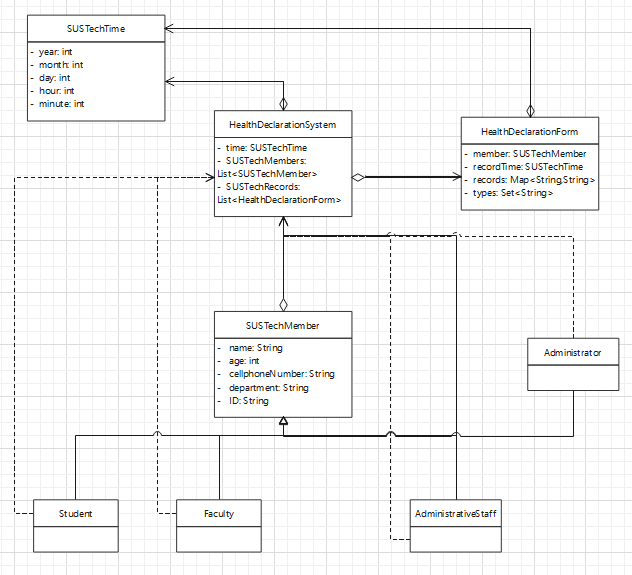 SUSTechTime
- year: int
- month: int
- day: int
- hour: int
- minute: int
HealthDeclarationSystem
- time: SUSTechTime
- SUSTechMembers:
List<SUSTechMember>
- SUSTechRecords:
List<HealthDeclarationForm>
HealthDeclarationForm
- member: SUSTechMember
- recordTime: SUSTechTime
- records: Map<String,String>
- types: Set<String>
SUSTechMember
- name: String
- age: int
- cellphoneNumber: String
- department: String
- ID: String
Administrator
Student
Faculty
AdministrativeStaff